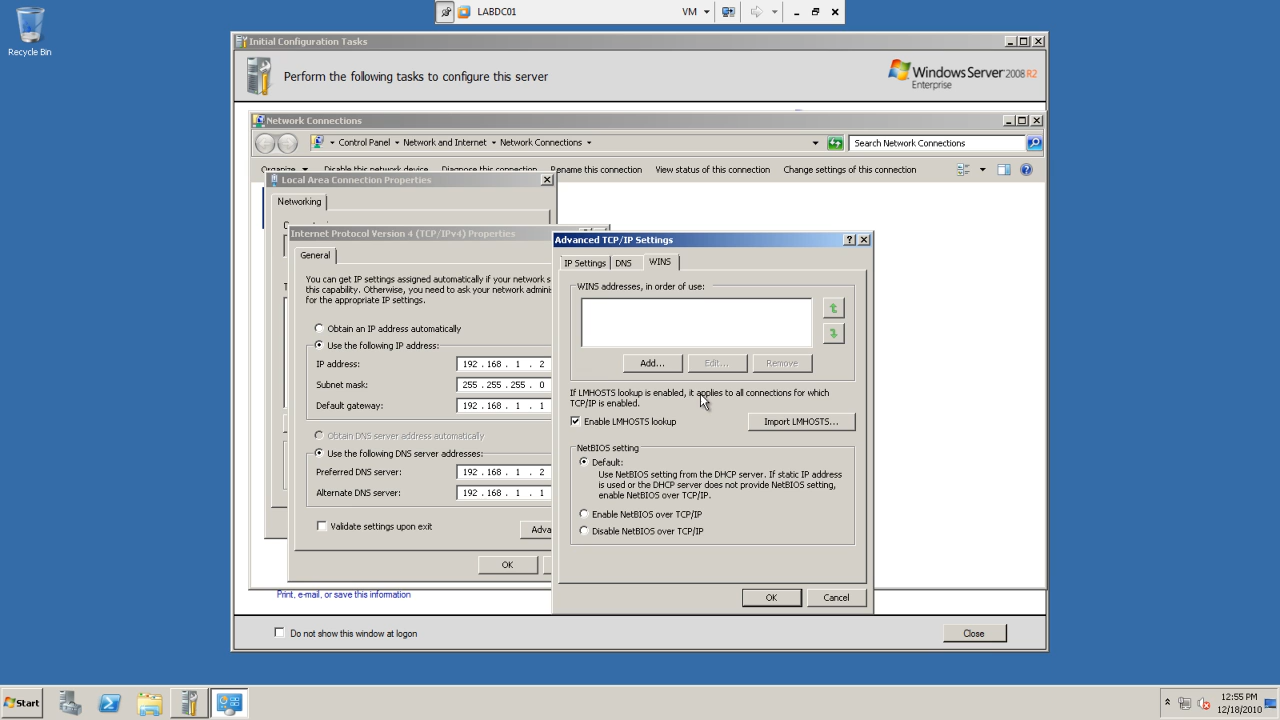 LABDC01
VM
Recycle Bin
Initial Configuration Tasks
Perform the following tasks to configure this server
Windows Server 2008 R2
Enterprise
Network Connections
Control Panel
Network and Internet
Network Connections
Search Network Connections
Organize
Disable this network device
Diagnose this connection
ename this connection
View status of this connection
Change settings of this connection
Local Area Connection Properties
Networking
Internet Protocol Version 4 (TCP/IPv4) Properties
General
You can get IP settings assigned automatically if your network s
this capability. Otherwise, you need to ask your network admini
for the appropriate IP settings.
Obtain an IP address automatically
Use the following IP address:
IP address:
192 . 168 . 1 . 2
Subnet mask:
255 . 255 . 255 . 0
Default gateway:
192 . 168 . 1 . 1
Obtain DNS server address automatically
Use the following DNS server addresses:
Preferred DNS server:
192 . 168 . 1 . 2
Alternate DNS server:
192 . 168 . 1 . 1
Validate settings upon exit
Adva
OK
Advanced TCP/IP Settings
IP Settings
DNS
WINS
WINS addresses, in order of use:
Add...
Edit...
Remove
If LMHOSTS lookup is enabled, it applies to all connections for which
TCP/IP is enabled.
Enable LMHOSTS lookup
Import LMHOSTS...
NetBIOS setting
Default:
Use NetBIOS setting from the DHCP server. If static IP address
is used or the DHCP server does not provide NetBIOS setting,
enable NetBIOS over TCP/IP.
Enable NetBIOS over TCP/IP
Disable NetBIOS over TCP/IP
OK
Cancel
Print, e-mail, or save this information
Do not show this window at logon
Close
Start
12:55 PM
12/18/2010